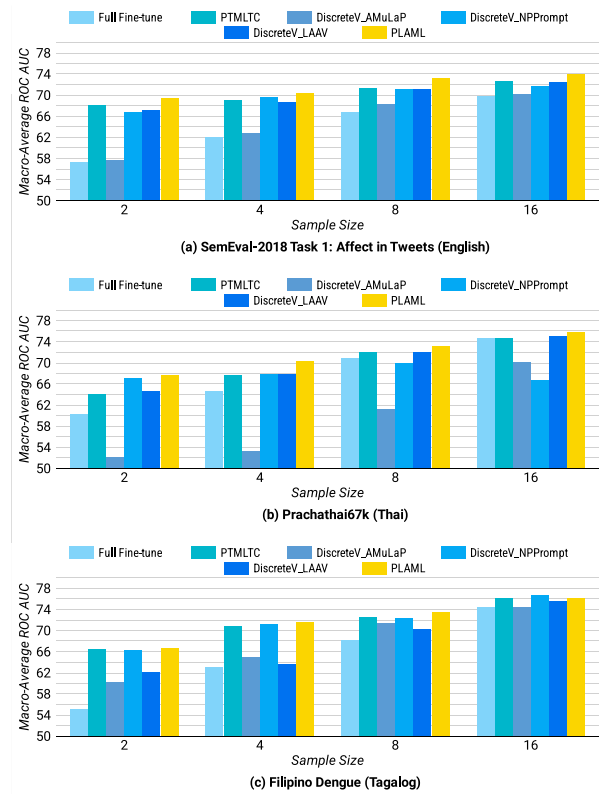 Full Fine-tune PTMLTC DiscreteV_AMuLaP DiscreteV_NPPrompt
DiscreteV_LAAV PLAML
Macro-Average ROC AUC
78
74
70
66
62
58
54
50
2 4 8 16
Sample Size
(a) SemEval-2018 Task 1: Affect in Tweets (English)
Full Fine-tune PTMLTC DiscreteV_AMuLaP DiscreteV_NPPrompt
DiscreteV_LAAV PLAML
Macro-Average ROC AUC
78
74
70
66
62
58
54
50
2 4 8 16
Sample Size
(b) Prachathai67k (Thai)
Full Fine-tune PTMLTC DiscreteV_AMuLaP DiscreteV_NPPrompt
DiscreteV_LAAV PLAML
Macro-Average ROC AUC
78
74
70
66
62
58
54
50
2 4 8 16
Sample Size
(c) Filipino Dengue (Tagalog)